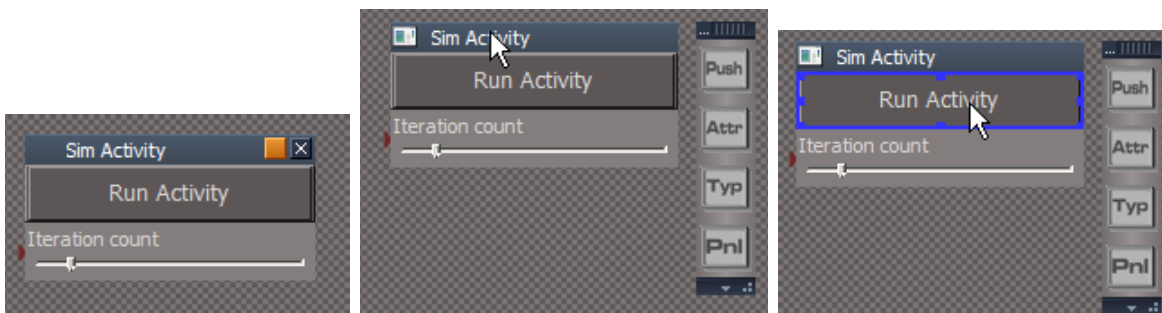 Sim Activity
Run Activity
Iteration count
Sim Activity
Run Activity
Iteration count
...
Push
Attr
Typ
Pnl
Sim Activity
Run Activity
Iteration count
...
Push
Attr
Typ
Pnl